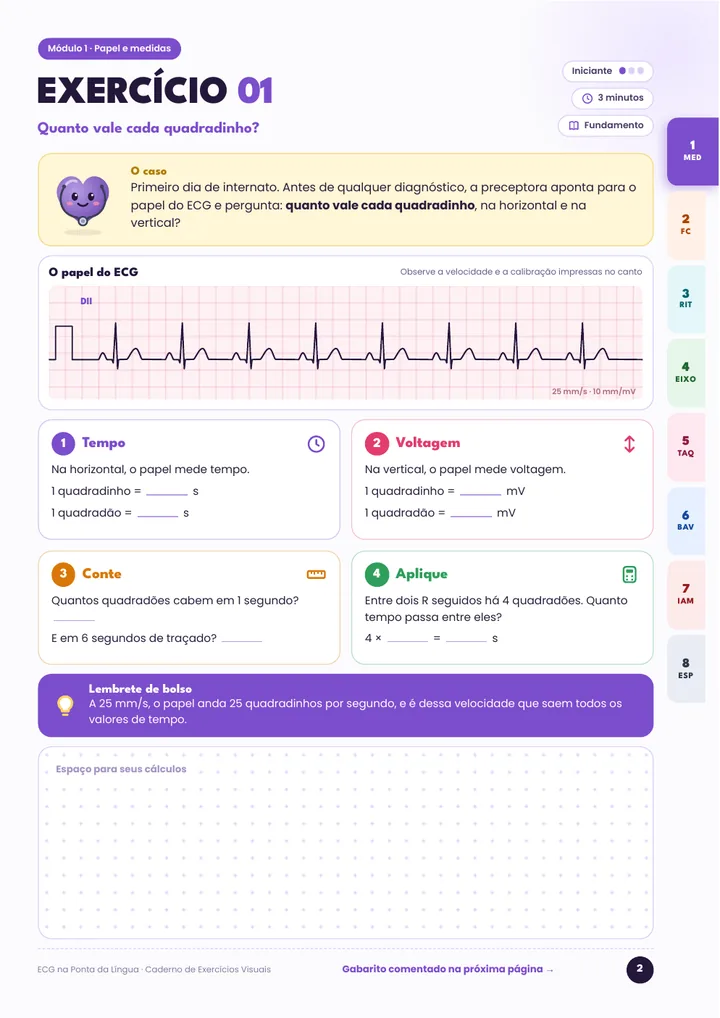 Módulo 1 · Papel e medidas
EXERCÍCIO 01
Quanto vale cada quadradinho?
Iniciante
3 minutos
Fundamento
O caso
Primeiro dia de internato. Antes de qualquer diagnóstico, a preceptora aponta para o
papel do ECG e pergunta: quanto vale cada quadradinho, na horizontal e na
vertical?
O papel do ECG
Observe a velocidade e a calibração impressas no canto
DII
25 mm/s · 10 mm/mV
1 Tempo
Na horizontal, o papel mede tempo.
1 quadradinho = ______ s
1 quadradão = ______ s
2 Voltagem
Na vertical, o papel mede voltagem.
1 quadradinho = ______ mV
1 quadradão = ______ mV
3 Conte
Quantos quadradões cabem em 1 segundo?
______
E em 6 segundos de traçado? ______
4 Aplique
Entre dois R seguidos há 4 quadradões. Quanto
tempo passa entre eles?
4 × ______ = ______ s
Lembrete de bolso
A 25 mm/s, o papel anda 25 quadradinhos por segundo, e é dessa velocidade que saem todos os
valores de tempo.
Espaço para seus cálculos
ECG na Ponta da Língua · Caderno de Exercícios Visuais
Gabarito comentado na próxima página →
2
1
MED
2
FC
3
RIT
4
EIXO
5
TAQ
6
BAV
7
IAM
8
ESP